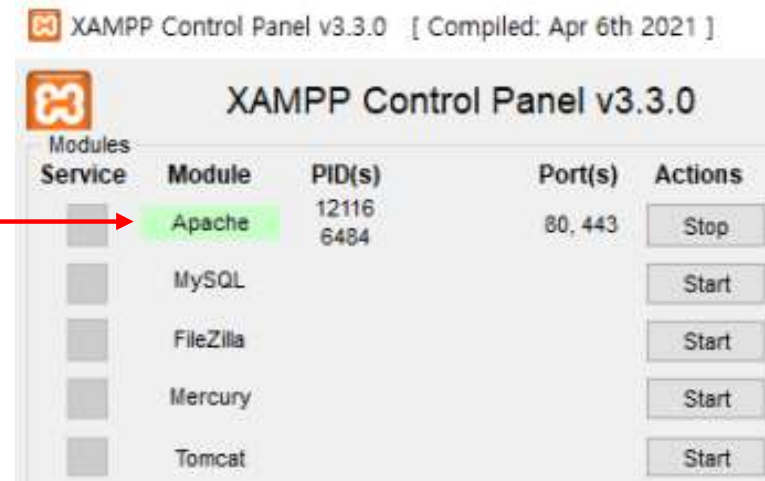 XAMPP Control Panel v3.3.0 [ Compiled: Apr 6th 2021 ]
XAMPP Control Panel v3.3.0
Modules
Service Module PID(s) Port(s) Actions
Apache 12116 6484 80, 443 Stop
MySQL Start
FileZilla Start
Mercury Start
Tomcat Start